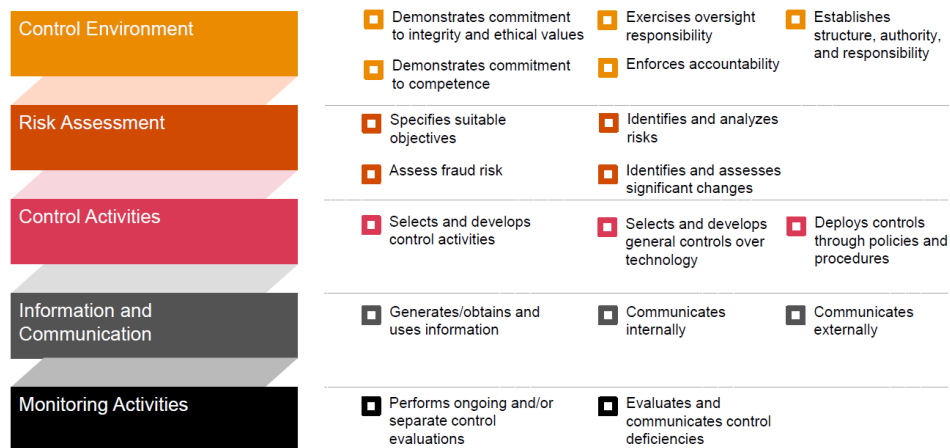 Control Environment
Demonstrates commitment
to integrity and ethical values
Exercises oversight
responsibility
Establishes
structure, authority,
and responsibility
Demonstrates commitment
to competence
Enforces accountability
Risk Assessment
Specifies suitable
objectives
Identifies and analyzes
risks
Assess fraud risk
Identifies and assesses
significant changes
Control Activities
Selects and develops
control activities
Selects and develops
general controls over
technology
Deploys controls
through policies and
procedures
Information and
Communication
Generates/obtains and
uses information
Communicates
internally
Communicates
externally
Monitoring Activities
Performs ongoing and/or
separate control
evaluations
Evaluates and
communicates control
deficiencies